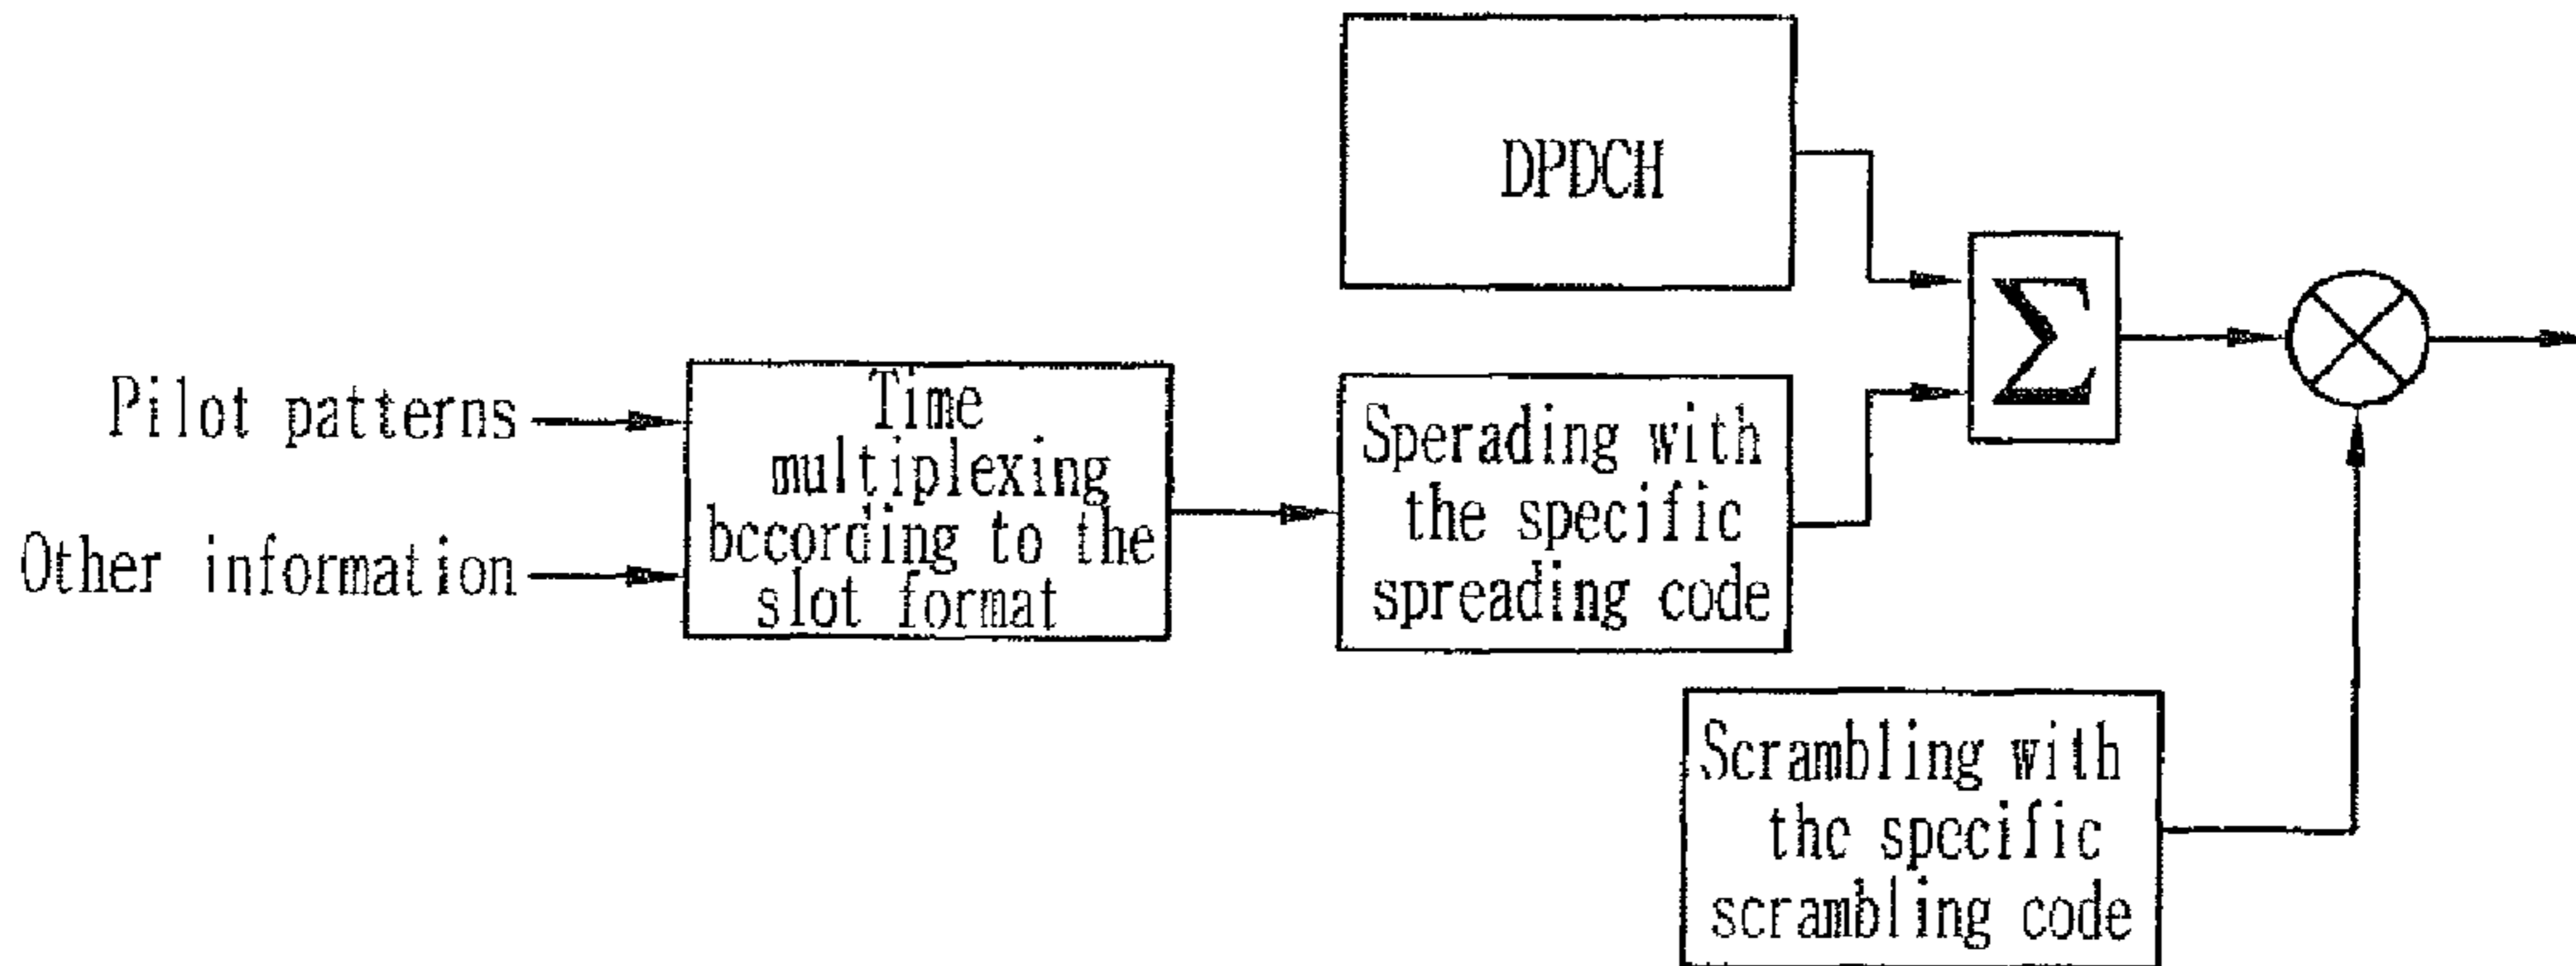 DPDCH
Σ
Pilot patterns
Other information
Time
multiplexing
bccording to the
slot format
Sperading with
the specific
spreading code
Scrambling with
the specific
scrambling code